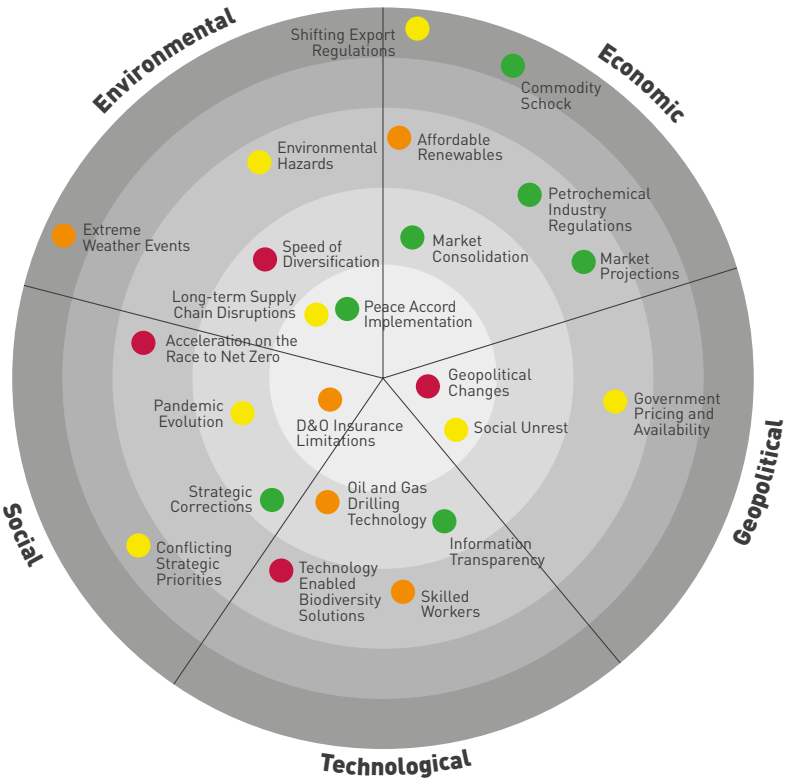 Environmental
Economic
Shifting Export
Regulations
Commodity
Schock
Environmental
Hazards
Affordable
Renewables
Petrochemical
Industry
Regulations
Extreme
Weather Events
Speed of
Diversification
Market
Consolidation
Market
Projections
Long-term Supply
Chain Disruptions
Peace Accord
Implementation
Acceleration on the
Race to Net Zero
Geopolitical
Changes
Government
Pricing and
Availability
Pandemic
Evolution
D&O Insurance
Limitations
Social Unrest
Geopolitical
Strategic
Corrections
Oil and Gas
Drilling
Technology
Social
Conflicting
Strategic
Priorities
Information
Transparency
Technology
Enabled
Biodiversity
Solutions
Skilled
Workers
Technological